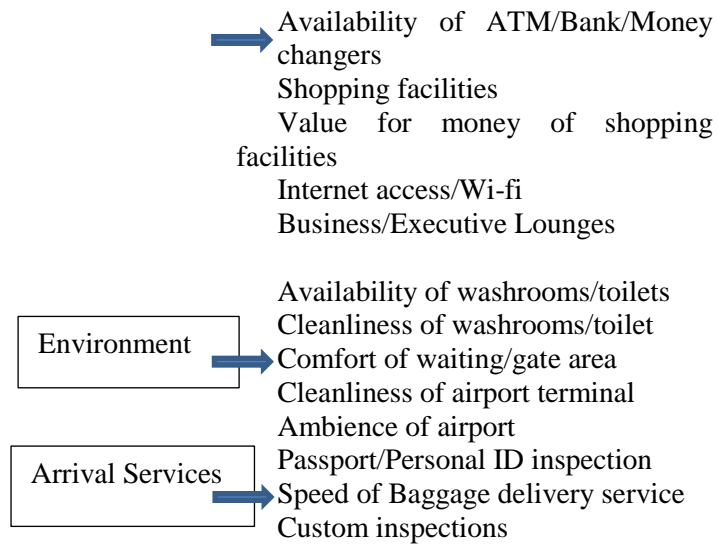 Availability of ATM/Bank/Money
changers
Shopping facilities
Value for money of shopping
facilities
Internet access/Wi-fi
Business/Executive Lounges
Availability of washrooms/toilets
Cleanliness of washrooms/toilet
Environment
Comfort of waiting/gate area
Cleanliness of airport terminal
Ambience of airport
Arrival Services
Passport/Personal ID inspection
Speed of Baggage delivery service
Custom inspections